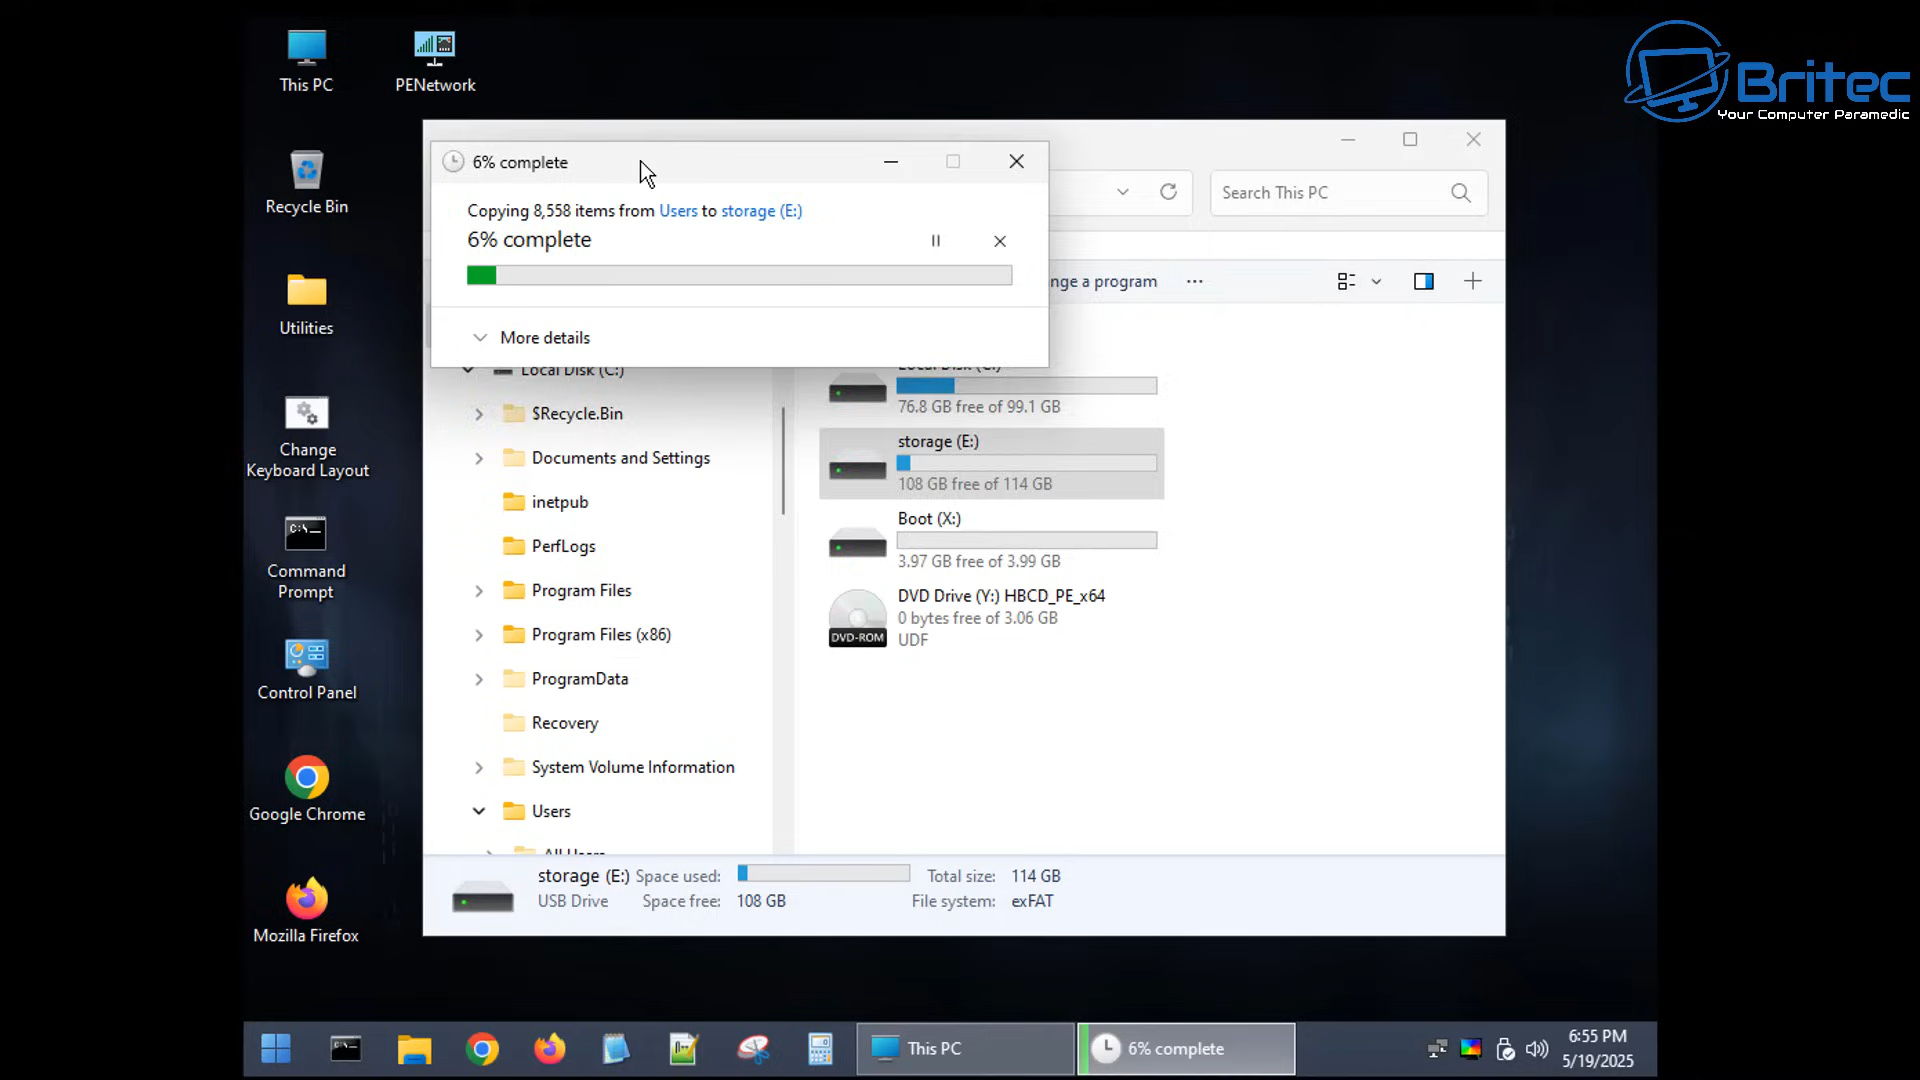 This PC
PENetwork
Britec
Your Computer Paramedic
Recycle Bin
Utilities
Change
Keyboard Layout
C:\
Command
Prompt
Control Panel
Google Chrome
Mozilla Firefox
6% complete
Copying 8,558 items from Users to storage (E:)
6% complete
More details
Search This PC
nge a program
Local Disk (C:)
$Recycle.Bin
Documents and Settings
inetpub
PerfLogs
Program Files
Program Files (x86)
ProgramData
Recovery
System Volume Information
Users
All Users
Local Disk (C:)
76.8 GB free of 99.1 GB
storage (E:)
108 GB free of 114 GB
Boot (X:)
3.97 GB free of 3.99 GB
DVD Drive (Y:) HBCD_PE_x64
0 bytes free of 3.06 GB
UDF
DVD-ROM
storage (E:) Space used: Total size: 114 GB
USB Drive Space free: 108 GB File system: exFAT
This PC
6% complete
6:55 PM
5/19/2025